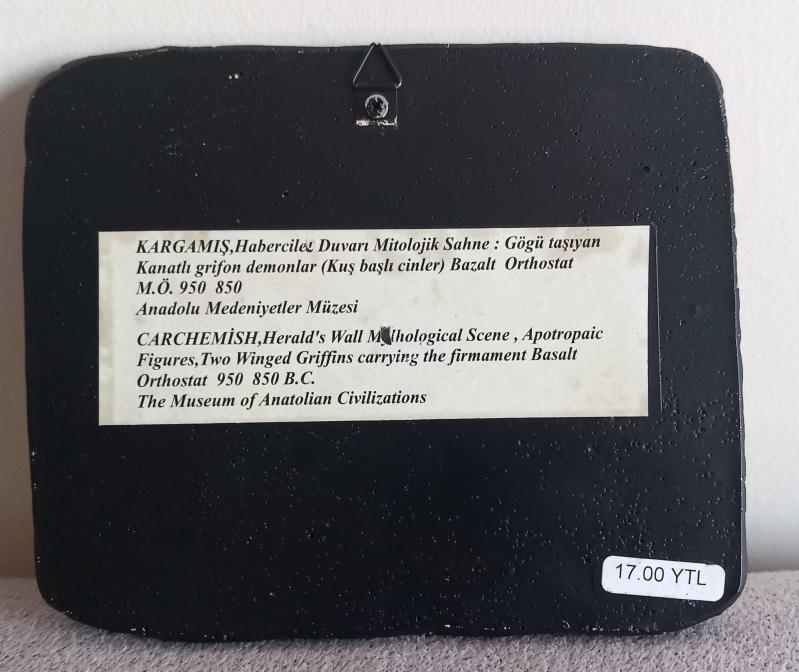 KARGAMIŞ,Haberciler Duvarı Mitolojik Sahne : Gögü taşıyan
Kanatlı grifon demonlar (Kuş başlı cinler) Bazalt Orthostat
M.Ö. 950 850
Anadolu Medeniyetler Müzesi
CARCHEMİSH,Herald's Wall Mythological Scene , Apotropaic
Figures,Two Winged Griffins carrying the firmament Basalt
Orthostat 950 850 B.C.
The Museum of Anatolian Civilizations
17.00 YTL